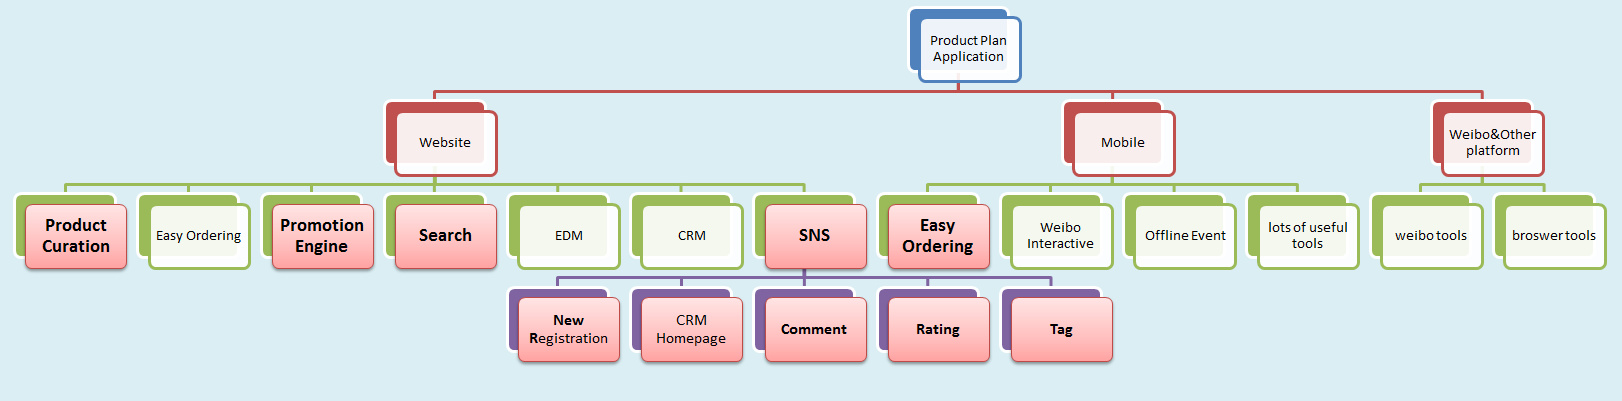 Product Plan
Application
Website
Mobile
Weibo&Other
platform
Product
Curation
Easy Ordering
Promotion
Engine
Search
EDM
CRM
SNS
Easy
Ordering
Weibo
Interactive
Offline Event
lots of useful
tools
weibo tools
broswer tools
New
Registration
CRM
Homepage
Comment
Rating
Tag